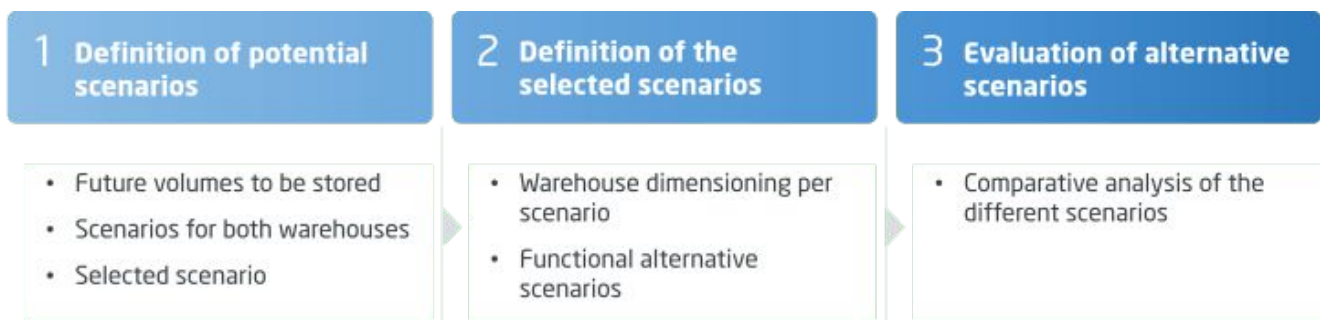 1 Definition of potential
scenarios
• Future volumes to be stored
• Scenarios for both warehouses
• Selected scenario
2 Definition of the
selected scenarios
• Warehouse dimensioning per
scenario
• Functional alternative
scenarios
3 Evaluation of alternative
scenarios
• Comparative analysis of the
different scenarios